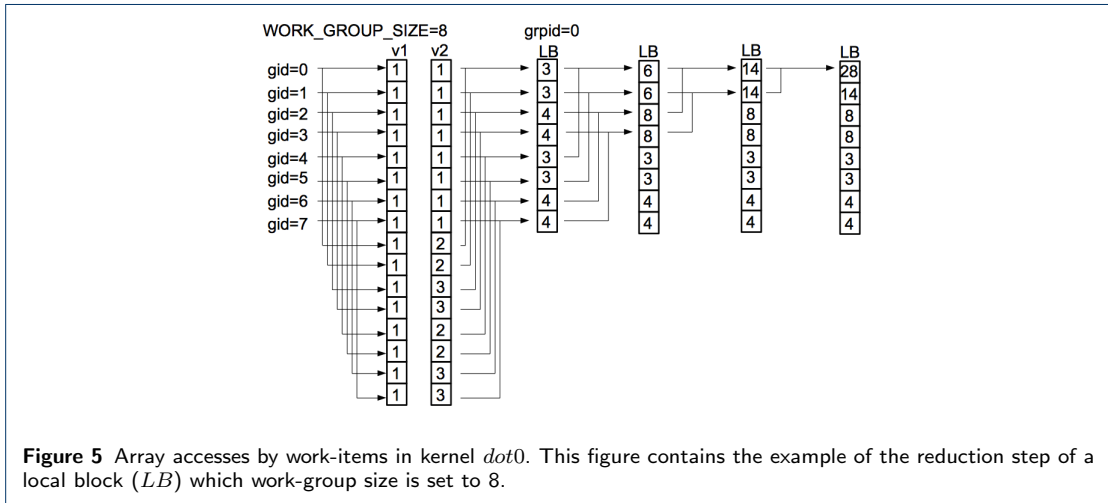 WORK_GROUP_SIZE=8 grpid=0
v1 v2 LB LB LB LB
gid=0 1 1 3 6 14 28
gid=1 1 1 3 6 14 14
gid=2 1 1 4 8 8 8
gid=3 1 1 4 8 8 8
gid=4 1 1 3 3 3 3
gid=5 1 1 3 3 3 3
gid=6 1 1 4 4 4 4
gid=7 1 1 4 4 4 4
1 2
1 2
1 3
1 3
1 2
1 2
1 3
1 3
Figure 5 Array accesses by work-items in kernel dot0. This figure contains the example of the reduction step of a
local block (LB) which work-group size is set to 8.